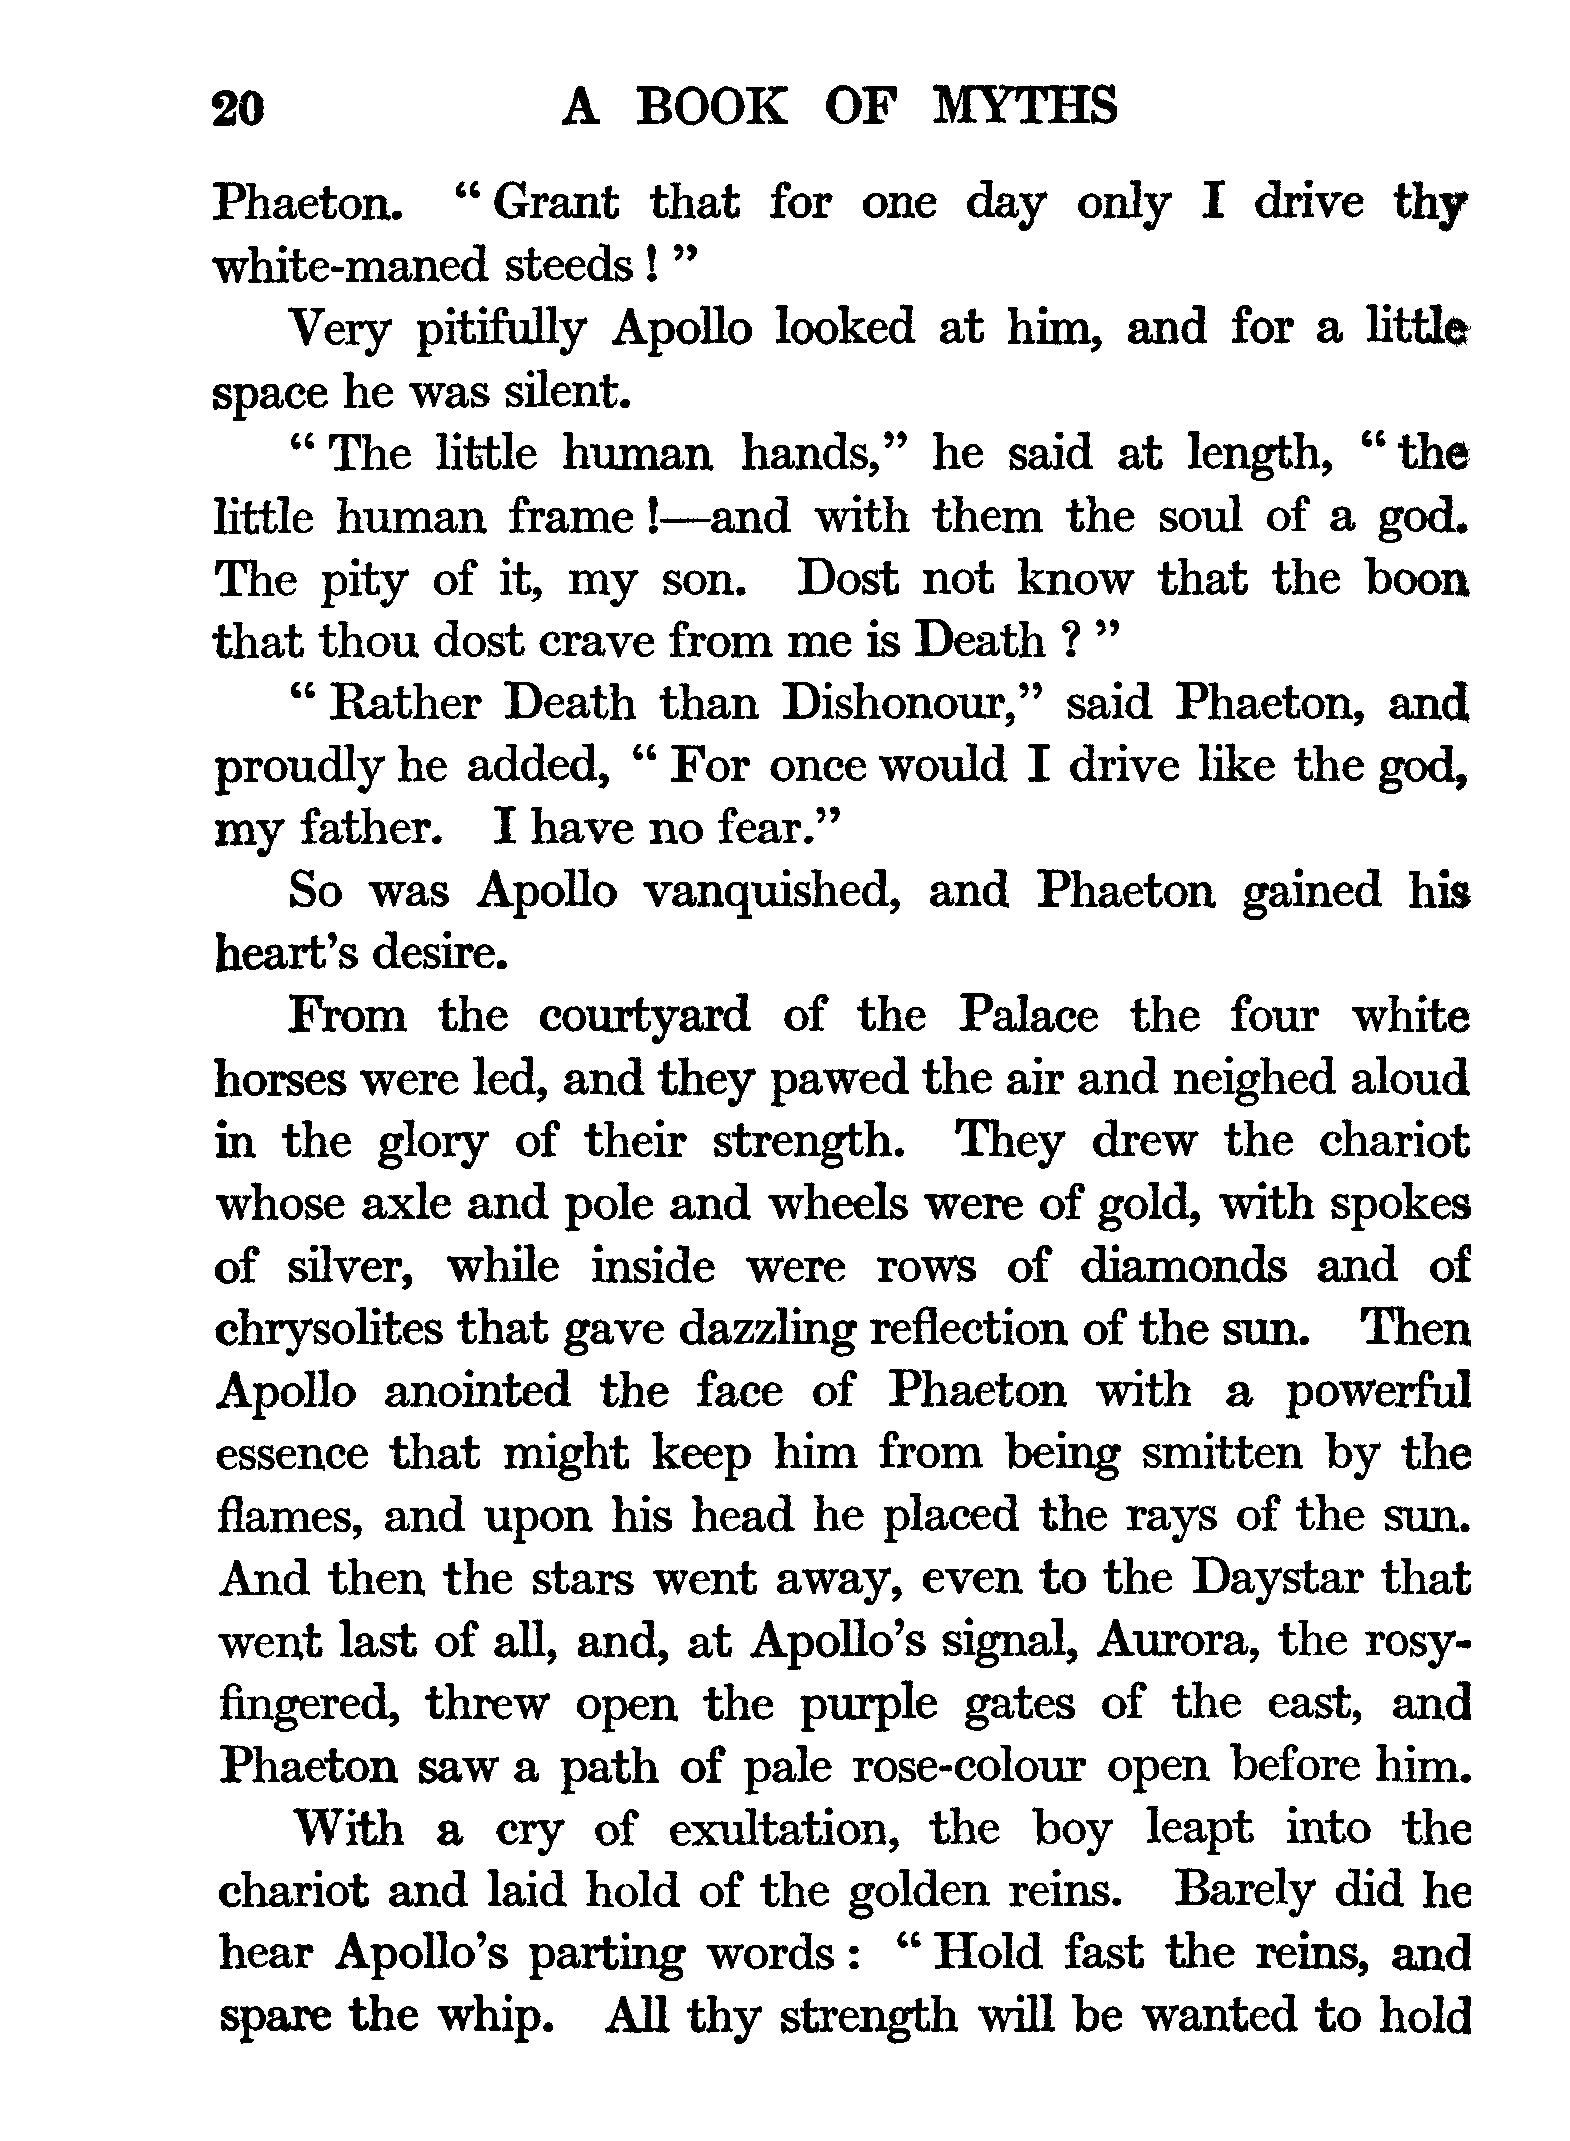 20 A BOOK OF MYTHS
Phaeton. “ Grant that for one day only I drive thy
white-maned steeds ! ”
Very pitifully Apollo looked at him, and for a little
space he was silent.
“ The little human hands,” he said at length, “ the
little human frame !—and with them the soul of a god.
The pity of it, my son. Dost not know that the boon
that thou dost crave from me is Death ? ”
“ Rather Death than Dishonour,” said Phaeton, and
proudly he added, “ For once would I drive like the god,
my father. I have no fear.”
So was Apollo vanquished, and Phaeton gained his
heart’s desire.
From the courtyard of the Palace the four white
horses were led, and they pawed the air and neighed aloud
in the glory of their strength. They drew the chariot
whose axle and pole and wheels were of gold, with spokes
of silver, while inside were rows of diamonds and of
chrysolites that gave dazzling reflection of the sun. Then
Apollo anointed the face of Phaeton with a powerful
essence that might keep him from being smitten by the
flames, and upon his head he placed the rays of the sun.
And then the stars went away, even to the Daystar that
went last of all, and, at Apollo’s signal, Aurora, the rosy-
fingered, threw open the purple gates of the east, and
Phaeton saw a path of pale rose-colour open before him.
With a cry of exultation, the boy leapt into the
chariot and laid hold of the golden reins. Barely did he
hear Apollo’s parting words : “ Hold fast the reins, and
spare the whip. All thy strength will be wanted to hold